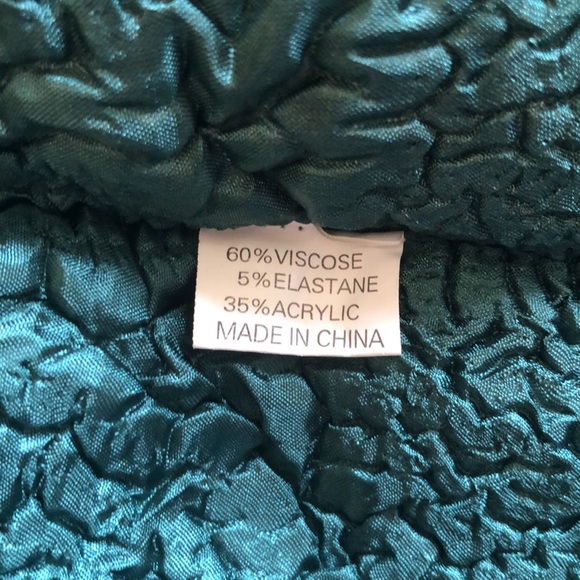 60%VISCOSE
5%ELASTANE
35%ACRYLIC
MADE IN CHINA